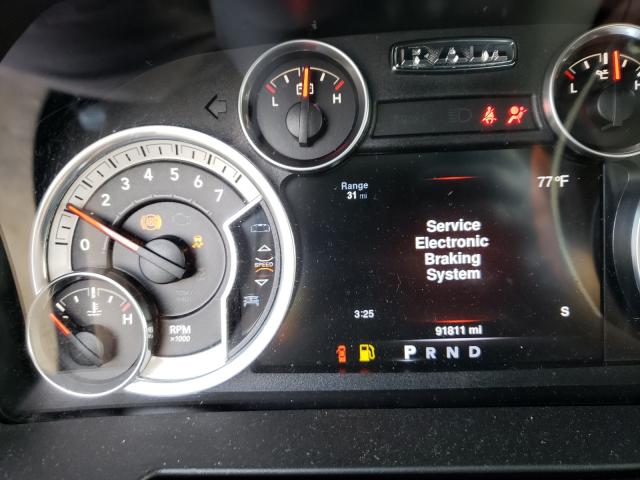 RAM
L H
L H
Range
31 mi
77 °F
2 3 4 5 6 7
0
Service
Electronic
Braking
System
SPEED
3:25
S
91811 mi
H
RPM
x1000
P R N D